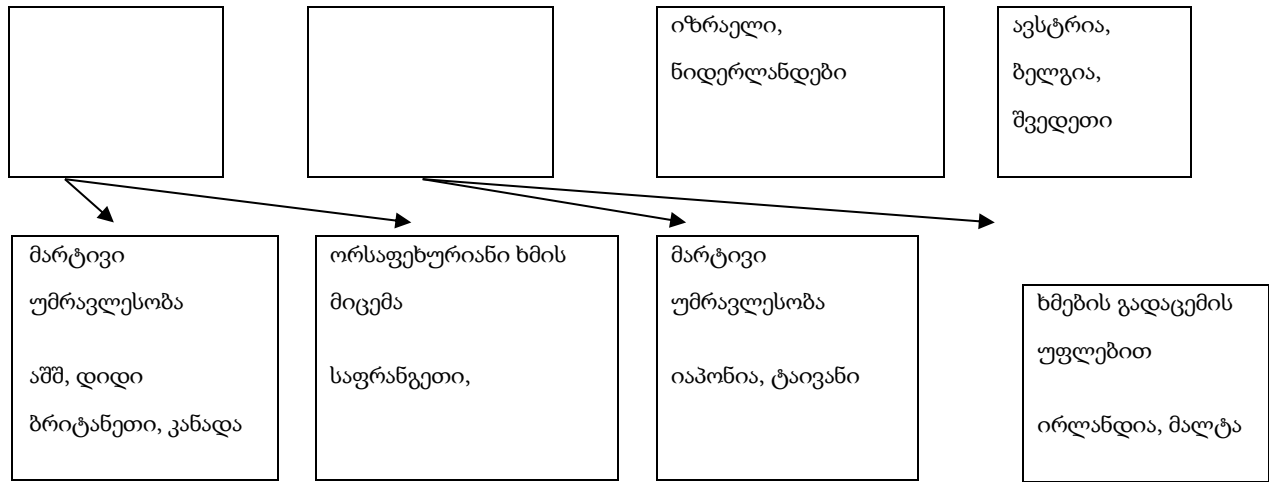 იზრაელი,
ნიდერლანდები
ავსტრია,
ბელგია,
შვედეთი
მარტივი
უმრავლესობა
აშშ, დიდი
ბრიტანეთი, კანადა
ორსაფეხურიანი ხმის
მიცემა
საფრანგეთი,
მარტივი
უმრავლესობა
იაპონია, ტაივანი
ხმების გადაცემის
უფლებით
ირლანდია, მალტა